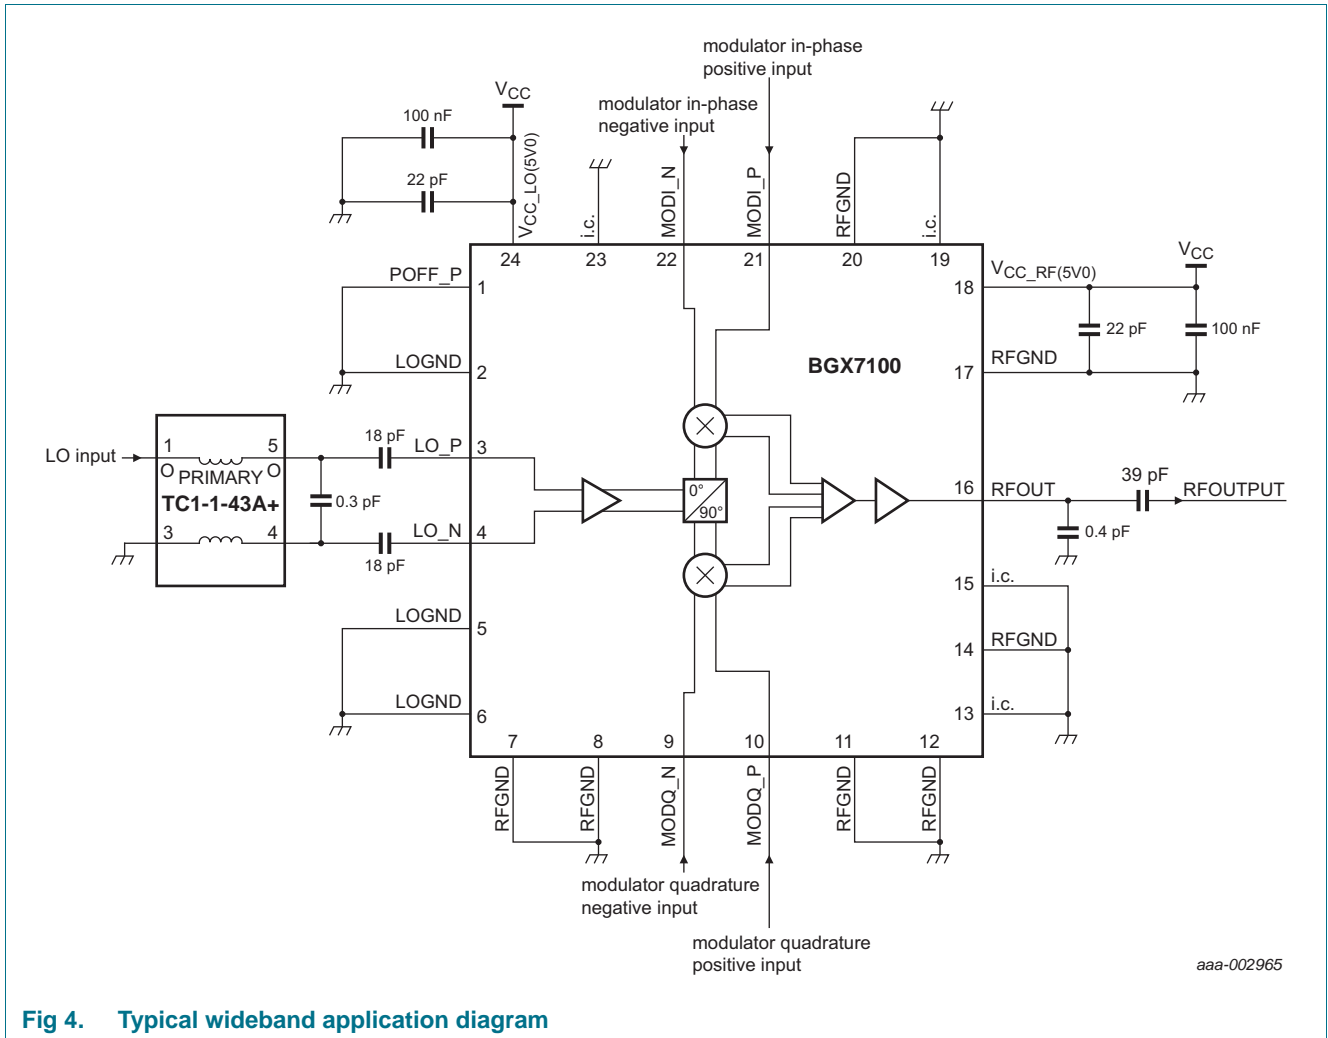 modulator in-phase
positive input
VCC
modulator in-phase
negative input
100 nF
22 pF
VCC_LO(5V0)
i.c.
MODI_N
MODI_P
RFGND
i.c.
24
23
22
21
20
19
POFF_P
1
LOGND
2
LO input
1
5
O
PRIMARY
O
TC1-1-43A+
3
4
0.3 pF
18 pF
LO_P
3
LO_N
4
18 pF
LOGND
5
LOGND
6
0°
90°
BGX7100
18
VCC_RF(5V0)
VCC
22 pF
100 nF
17
RFGND
16
RFOUT
39 pF
RFOUTPUT
0.4 pF
15
i.c.
14
RFGND
13
i.c.
7
8
9
10
11
12
RFGND
RFGND
MODQ_N
MODQ_P
RFGND
RFGND
modulator quadrature
negative input
modulator quadrature
positive input
aaa-002965
Fig 4. Typical wideband application diagram